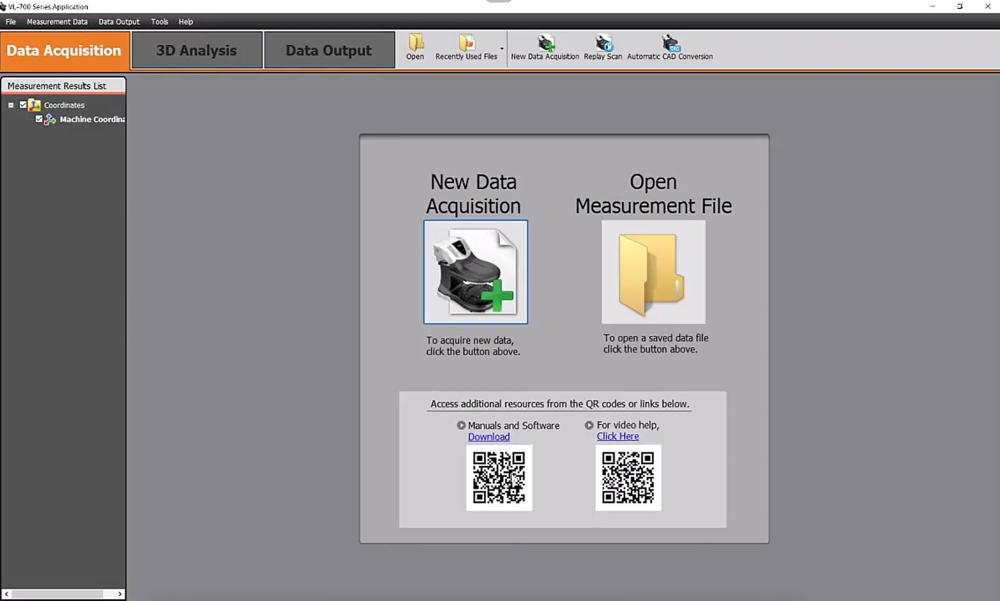 VL-700 Series Application
File Measurement Data Data Output Tools Help
Data Acquisition 3D Analysis Data Output
Open Recently Used Files New Data Acquisition Replay Scan Automatic CAD Conversion
CAD
Measurement Results List
Coordinates
Machine Coordina
New Data
Acquisition
Open
Measurement File
To acquire new data,
click the button above.
To open a saved data file
click the button above.
Access additional resources from the QR codes or links below.
Manuals and Software
Download
For video help,
Click Here